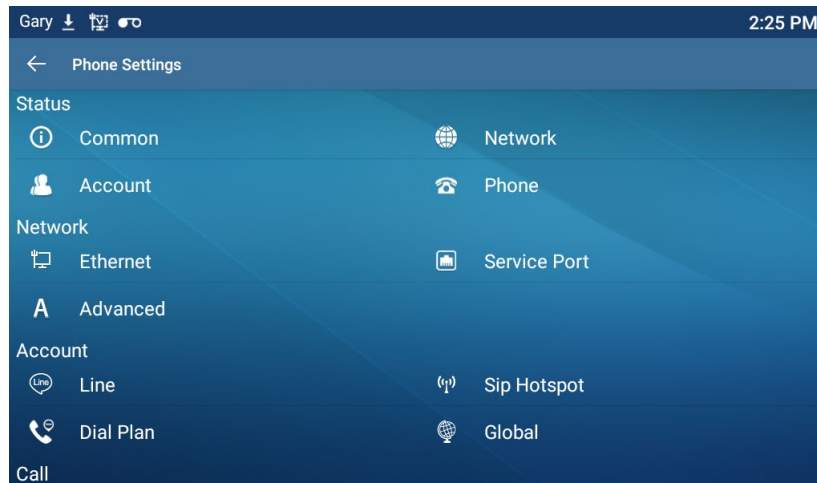 Gary 2:25 PM
Phone Settings
Status
Common Network
Account Phone
Network
Ethernet Service Port
A Advanced
Account
Line Line Sip Hotspot
Dial Plan Global
Call